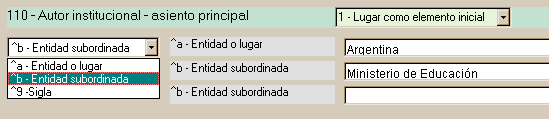 110 - Autor institucional - asiento principal 1 - Lugar como elemento inicial
^b - Entidad subordinada ^a - Entidad o lugar Argentina
^a - Entidad o lugar
^b - Entidad subordinada ^b - Entidad subordinada Ministerio de Educación
^9 -Sigla ^b - Entidad subordinada